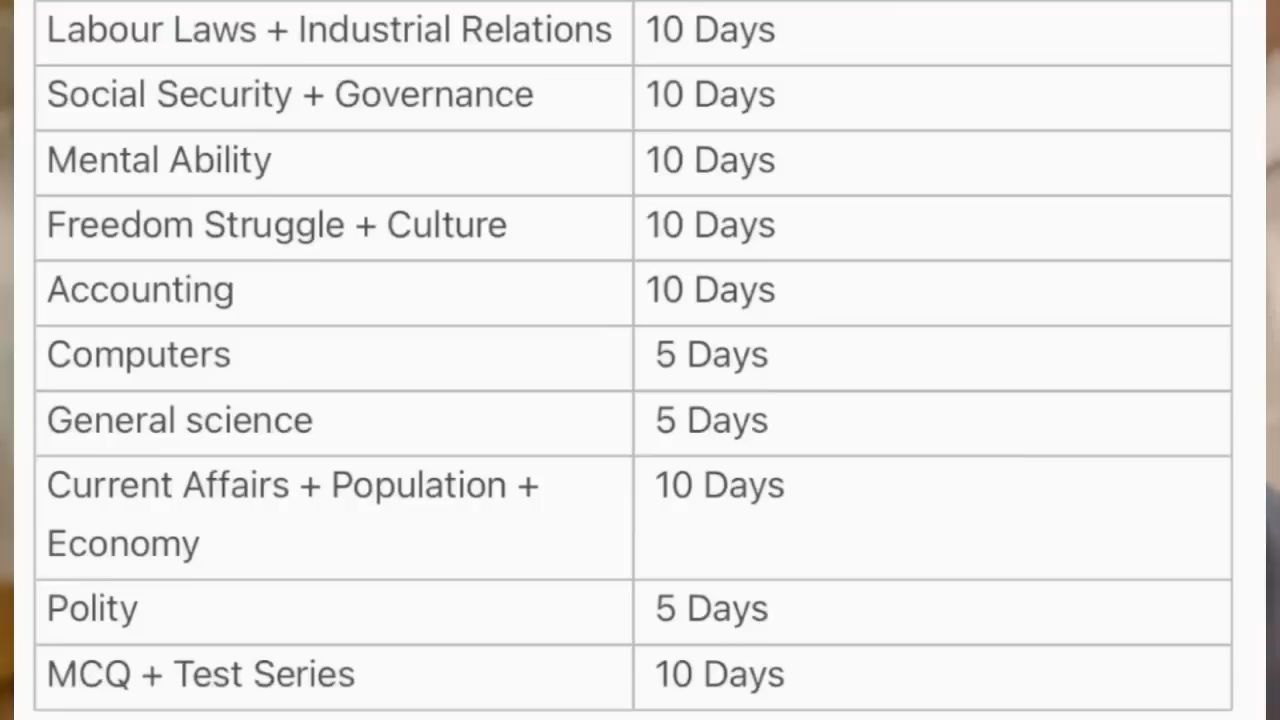 Labour Laws + Industrial Relations 10 Days
Social Security + Governance 10 Days
Mental Ability 10 Days
Freedom Struggle + Culture 10 Days
Accounting 10 Days
Computers 5 Days
General science 5 Days
Current Affairs + Population + 10 Days
Economy
Polity 5 Days
MCQ + Test Series 10 Days